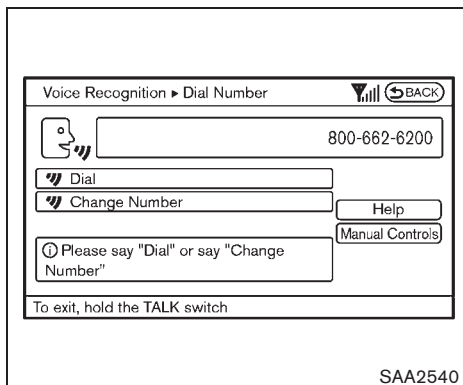 Voice Recognition ▸ Dial Number BACK
800-662-6200
Dial
Change Number
Help
Manual Controls
Please say "Dial" or say "Change
Number"
To exit, hold the TALK switch
SAA2540